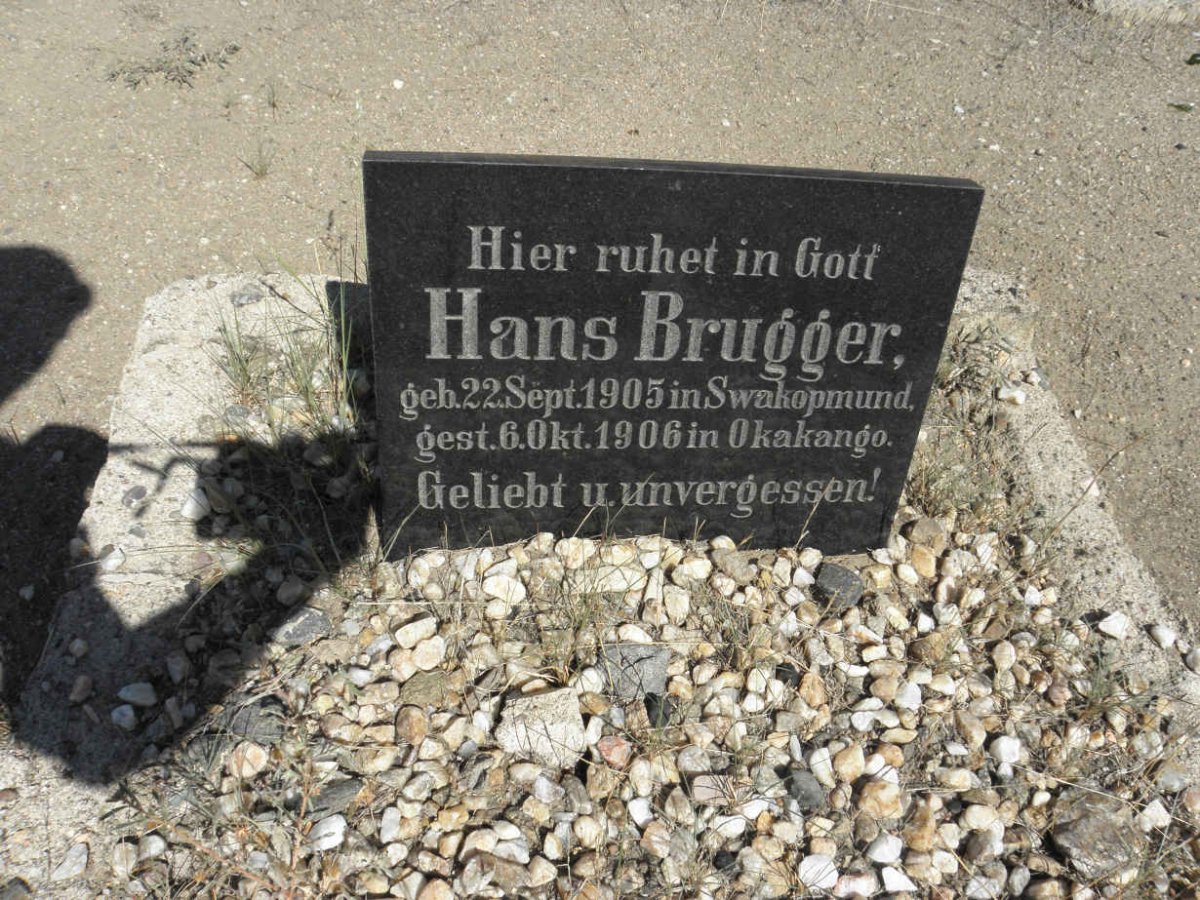 Hier ruhet in Gott
Hans Brugger,
geb. 22. Sept. 1905 in Swakopmund,
gest. 6. Okt. 1906 in Okakango.
Geliebt u. unvergessen!